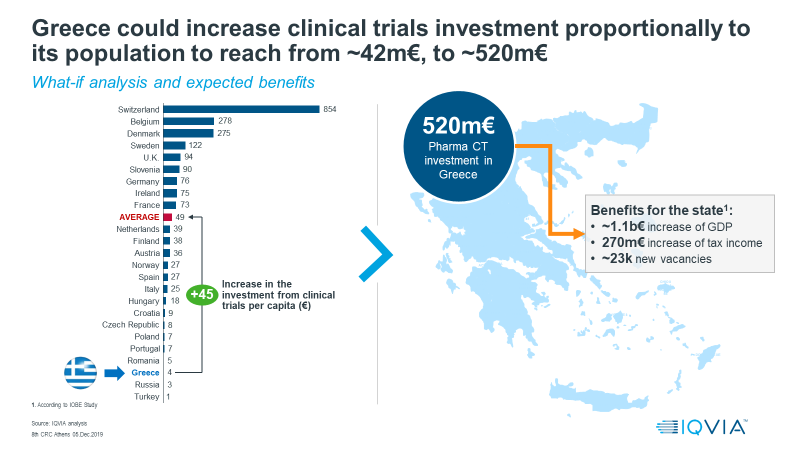 Greece could increase clinical trials investment proportionally to
its population to reach from ~42m€, to ~520m€
What-if analysis and expected benefits
Switzerland 854
Belgium 278
Denmark 275
Sweden 122
U.K. 94
Slovenia 90
Germany 76
Ireland 75
France 73
AVERAGE 49
Netherlands 39
Finland 38
Austria 36
Norway 27
Spain 27
Italy 25
Hungary 18
Croatia 9
Czech Republic 8
Poland 7
Portugal 7
Romania 5
Greece 4
Russia 3
Turkey 1
+45
Increase in the
investment from clinical
trials per capita (€)
520m€
Pharma CT
investment in
Greece
Benefits for the state1:
• ~1.1b€ increase of GDP
• 270m€ increase of tax income
• ~23k new vacancies
1. According to IOBE Study
Source: IQVIA analysis
8th CRC Athens 05.Dec.2019
IQVIA™